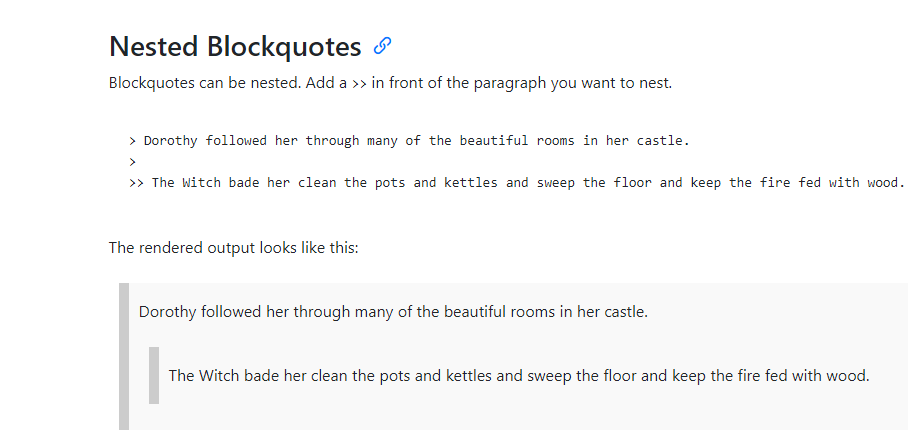 Nested Blockquotes
Blockquotes can be nested. Add a >> in front of the paragraph you want to nest.
> Dorothy followed her through many of the beautiful rooms in her castle.
>
>> The Witch bade her clean the pots and kettles and sweep the floor and keep the fire fed with wood.
The rendered output looks like this:
Dorothy followed her through many of the beautiful rooms in her castle.
The Witch bade her clean the pots and kettles and sweep the floor and keep the fire fed with wood.